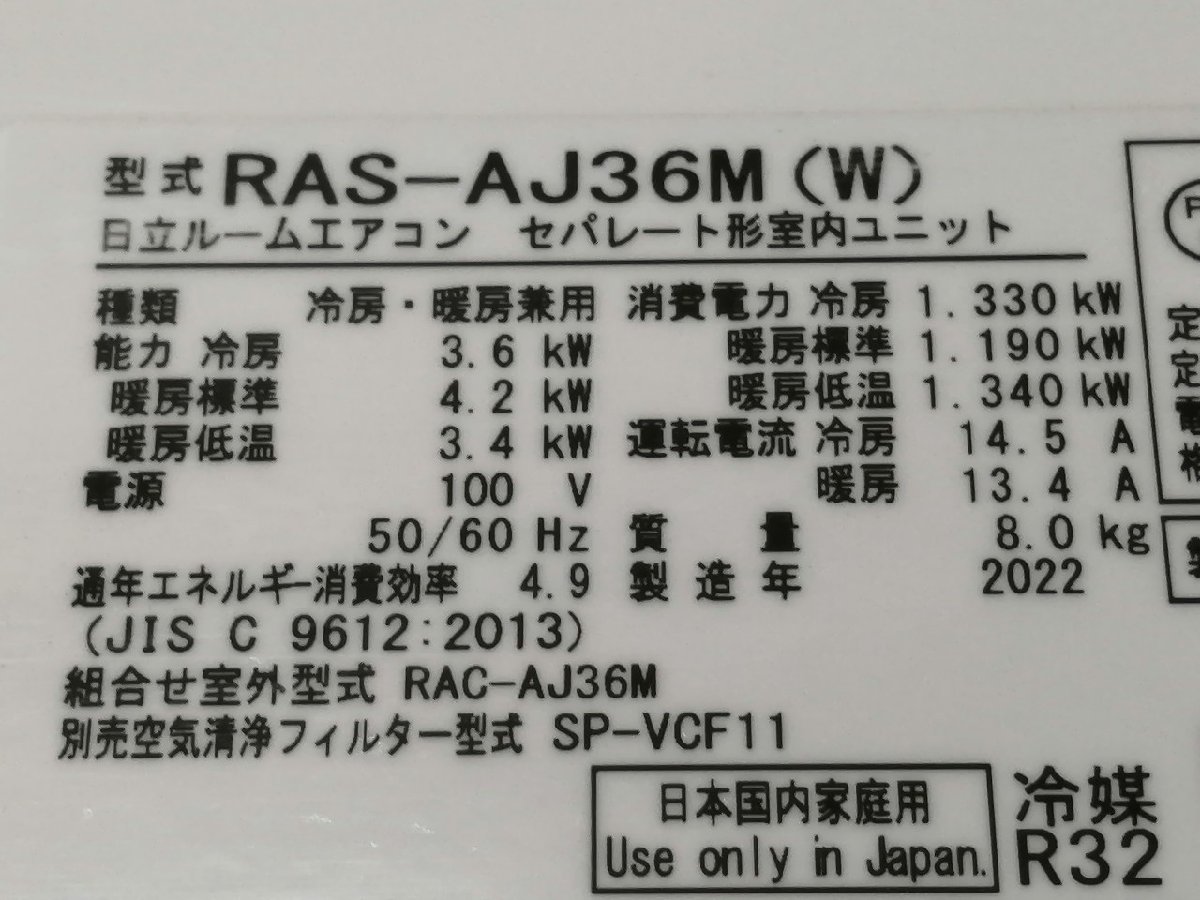 型式 RAS-AJ36M(W)
日立ルームエアコン セパレート形室内ユニット
種類 冷房・暖房兼用 消費電力 冷房 1.330 kW
能力 冷房 3.6 kW 暖房標準 1.190 kW
暖房標準 4.2 kW 暖房低温 1.340 kW
暖房低温 3.4 kW 運転電流 冷房 14.5 A
電源 100 V 暖房 13.4 A
50/60 Hz 質量 8.0 kg
通年エネルギー消費効率 4.9 製造年 2022
(JIS C 9612:2013)
組合せ室外型式 RAC-AJ36M
別売空気清浄フィルター型式 SP-VCF11
日本国内家庭用
Use only in Japan.
冷媒
R32
定
定
電